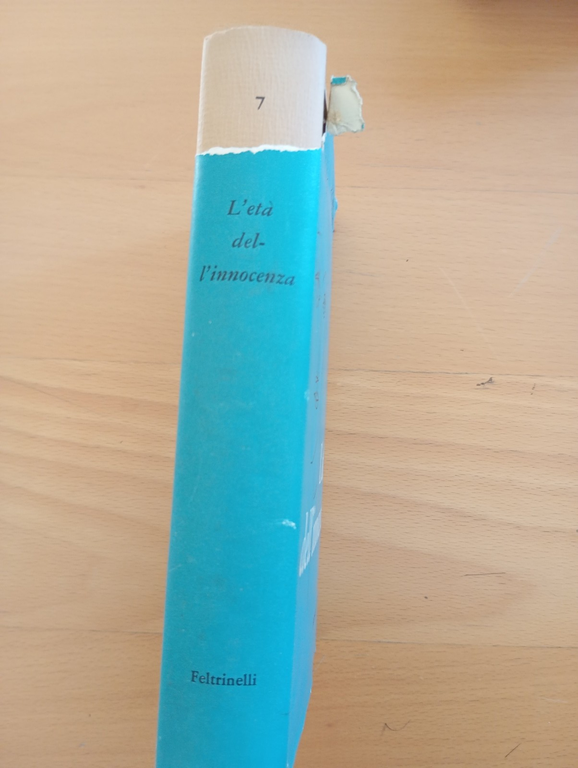 7
L'età
del-
l'innocenza
Feltrinelli